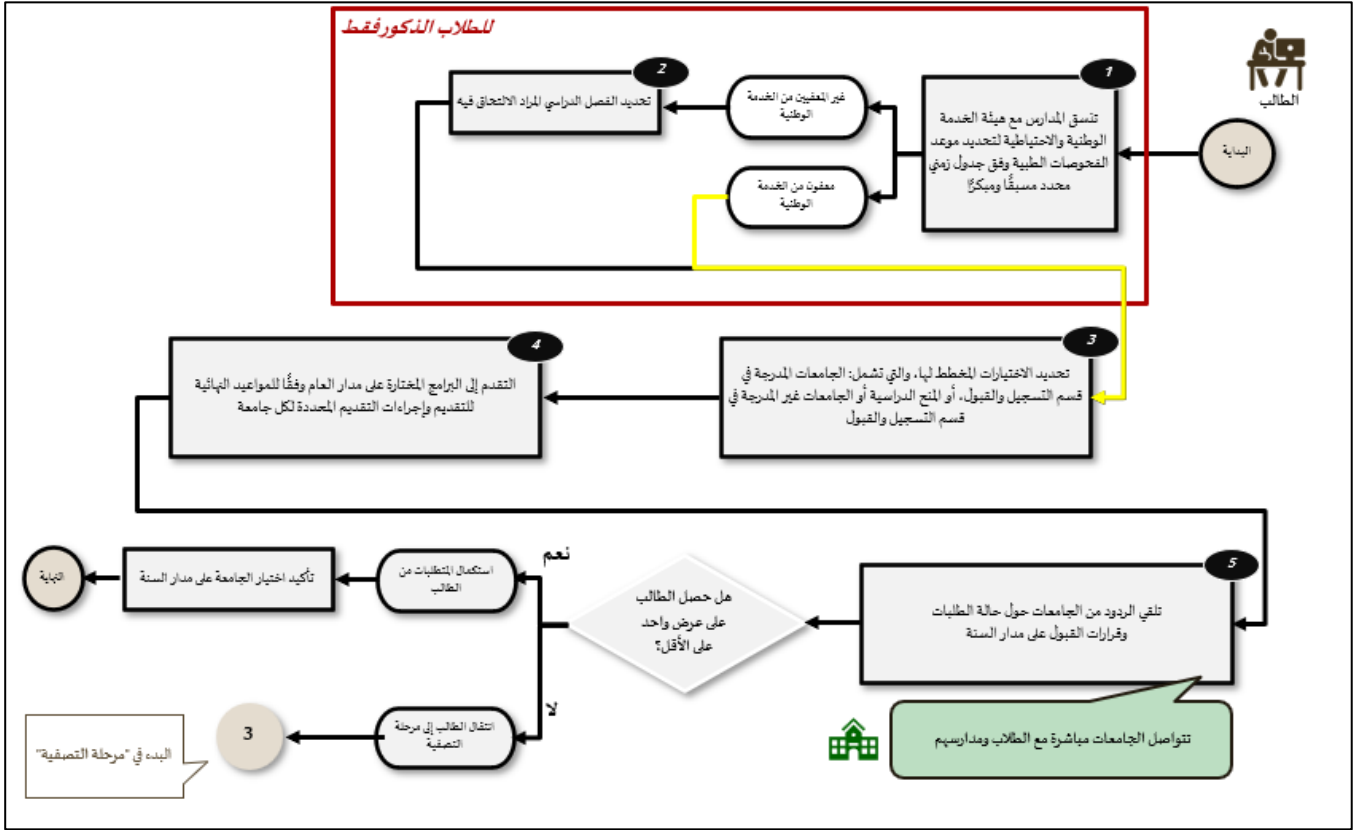 للطلاب الذكور فقط
الطالب
البداية
1
تنسق المدارس مع هيئة الخدمة
الوطنية والاحتياطية لتحديد موعد
الفحوصات الطبية وفق جدول زمني
محدد مسبقًا ومبكرًا
غير المعفيين من الخدمة
الوطنية
معفون من الخدمة
الوطنية
2
تحديد الفصل الدراسي المراد الالتحاق فيه
3
تحديد الاختيارات المخطط لها، والتي تشمل: الجامعات المدرجة في
قسم التسجيل والقبول، أو المنح الدراسية أو الجامعات غير المدرجة في
قسم التسجيل والقبول
4
التقدم إلى البرامج المختارة على مدار العام وفقًا للمواعيد النهائية
للتقديم وإجراءات التقديم المحددة لكل جامعة
5
تلقي الردود من الجامعات حول حالة الطلبات
وقرارات القبول على مدار السنة
تتواصل الجامعات مباشرة مع الطلاب ومدارسهم
هل حصل الطالب
على عرض واحد
على الأقل؟
نعم
استكمال المتطلبات من
الطالب
تأكيد اختيار الجامعة على مدار السنة
النهاية
لا
انتقال الطالب إلى مرحلة
التصفية
3
البدء في "مرحلة التصفية"